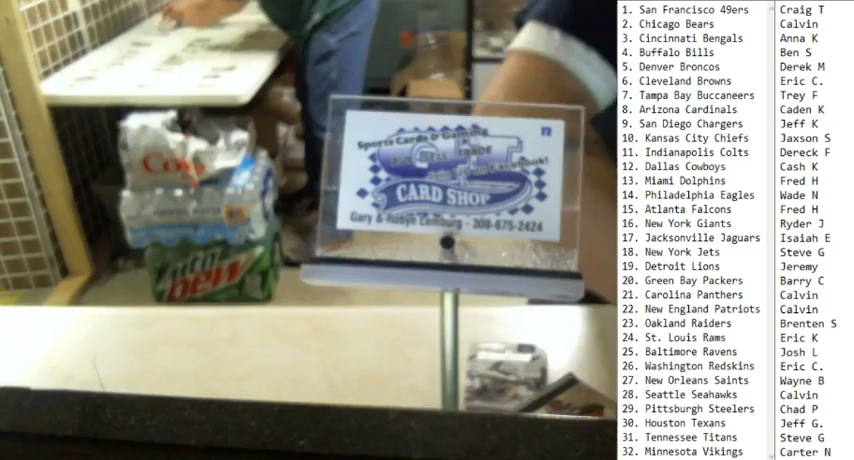 Sports Cards & Gaming
BUY SELL TRADE
Join us on Facebook!
CARD SHOP
Gary & Robyn - 308-675-2424
Coke
Mtn
Dew
1. San Francisco 49ers Craig T
2. Chicago Bears Calvin
3. Cincinnati Bengals Anna K
4. Buffalo Bills Ben S
5. Denver Broncos Derek M
6. Cleveland Browns Eric C.
7. Tampa Bay Buccaneers Trey F
8. Arizona Cardinals Caden K
9. San Diego Chargers Jeff K
10. Kansas City Chiefs Jaxson S
11. Indianapolis Colts Dereck F
12. Dallas Cowboys Cash K
13. Miami Dolphins Fred H
14. Philadelphia Eagles Wade N
15. Atlanta Falcons Fred H
16. New York Giants Ryder J
17. Jacksonville Jaguars Isaiah E
18. New York Jets Steve G
19. Detroit Lions Jeremy
20. Green Bay Packers Barry C
21. Carolina Panthers Calvin
22. New England Patriots Calvin
23. Oakland Raiders Brenten S
24. St. Louis Rams Eric K
25. Baltimore Ravens Josh L
26. Washington Redskins Eric C.
27. New Orleans Saints Wayne B
28. Seattle Seahawks Calvin
29. Pittsburgh Steelers Chad P
30. Houston Texans Jeff G.
31. Tennessee Titans Steve G
32. Minnesota Vikings Carter N